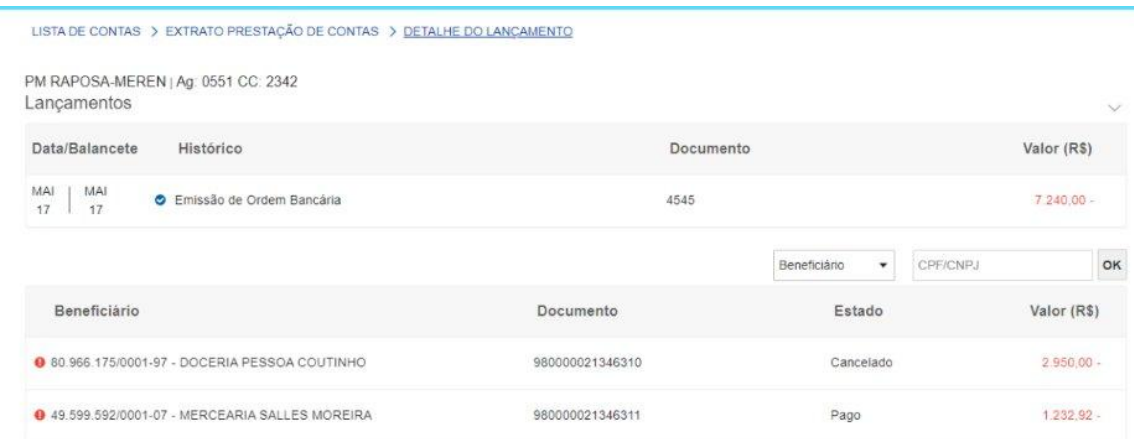 LISTA DE CONTAS > EXTRATO PRESTAÇÃO DE CONTAS > DETALHE DO LANÇAMENTO
PM RAPOSA-MEREN | Ag: 0551 CC: 2342
Lançamentos
Data/Balancete Histórico Documento Valor (R$)
MAI | MAI
17 | 17 Emissão de Ordem Bancária 4545 7.240,00 -
Beneficiário CPF/CNPJ OK
Beneficiário Documento Estado Valor (R$)
80.966.175/0001-97 - DOCERIA PESSOA COUTINHO 980000021346310 Cancelado 2.950,00 -
49.599.592/0001-07 - MERCEARIA SALLES MOREIRA 980000021346311 Pago 1.232,92 -